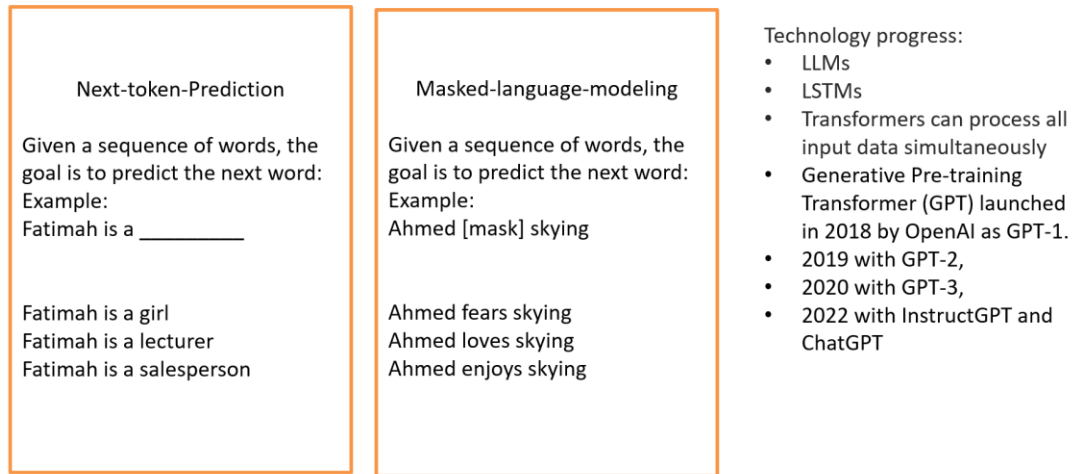 Next-token-Prediction
Given a sequence of words, the
goal is to predict the next word:
Example:
Fatimah is a __________
Fatimah is a girl
Fatimah is a lecturer
Fatimah is a salesperson
Masked-language-modeling
Given a sequence of words, the
goal is to predict the next word:
Example:
Ahmed [mask] skying
Ahmed fears skying
Ahmed loves skying
Ahmed enjoys skying
Technology progress:
• LLMs
• LSTMs
• Transformers can process all
input data simultaneously
• Generative Pre-training
Transformer (GPT) launched
in 2018 by OpenAI as GPT-1.
• 2019 with GPT-2,
• 2020 with GPT-3,
• 2022 with InstructGPT and
ChatGPT